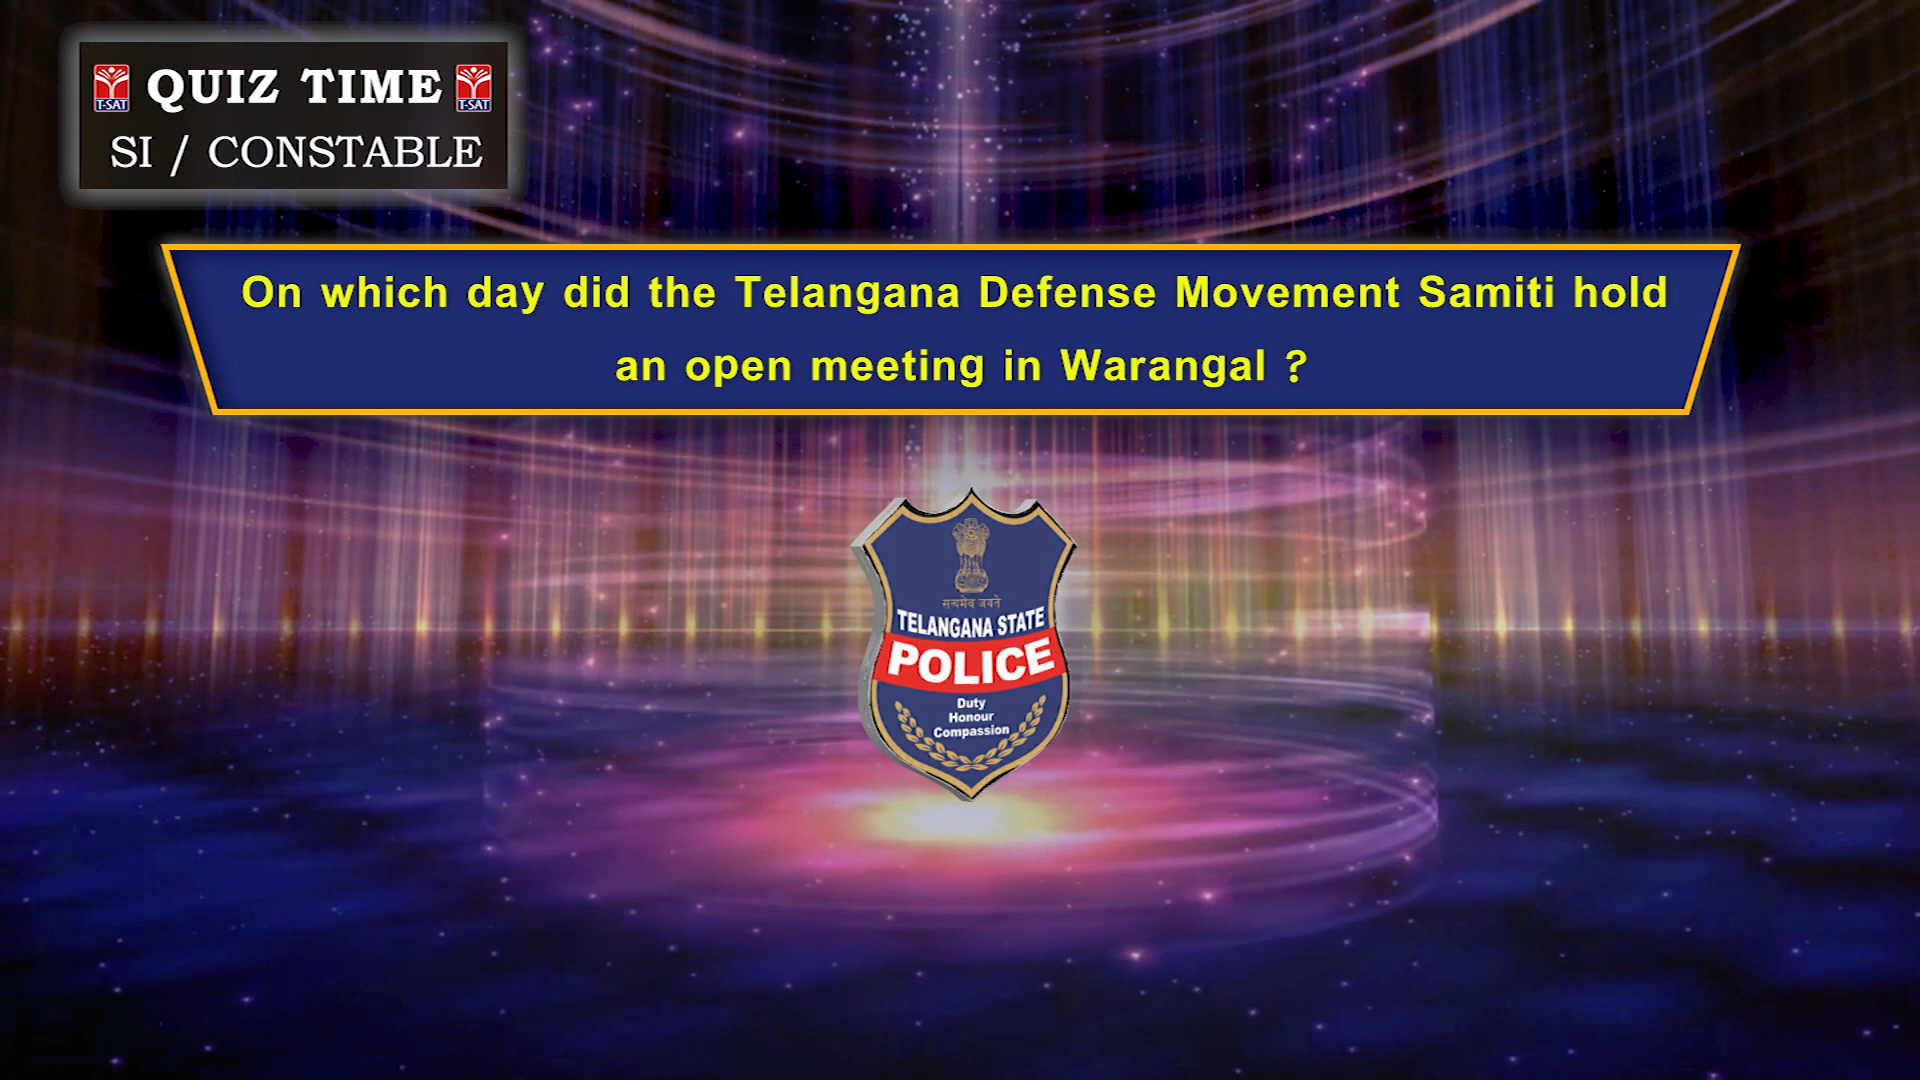 QUIZ TIME
T-SAT
T-SAT
SI / CONSTABLE
On which day did the Telangana Defense Movement Samiti hold
an open meeting in Warangal ?
सत्यमेव जयते
TELANGANA STATE
POLICE
Duty
Honour
Compassion